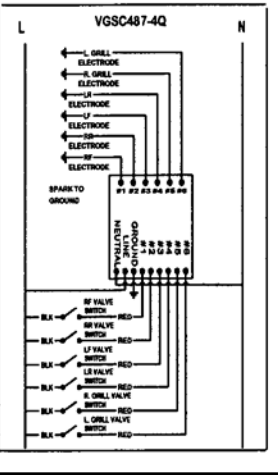 VGSC487-4Q
L
N
L. GRILL
ELECTRODE
R. GRILL
ELECTRODE
LR
ELECTRODE
LF
ELECTRODE
RR
ELECTRODE
RF
ELECTRODE
#1 #2 #3 #4 #5 #6
SPARK TO
GROUND
NEUTRAL
LINE
GROUND
#1
#2
#3
#4
#5
#6
RF VALVE
SWITCH
BLK
RED
RR VALVE
SWITCH
BLK
RED
LF VALVE
SWITCH
BLK
RED
LR VALVE
SWITCH
BLK
RED
R. GRILL VALVE
SWITCH
BLK
RED
L. GRILL VALVE
SWITCH
BLK
RED